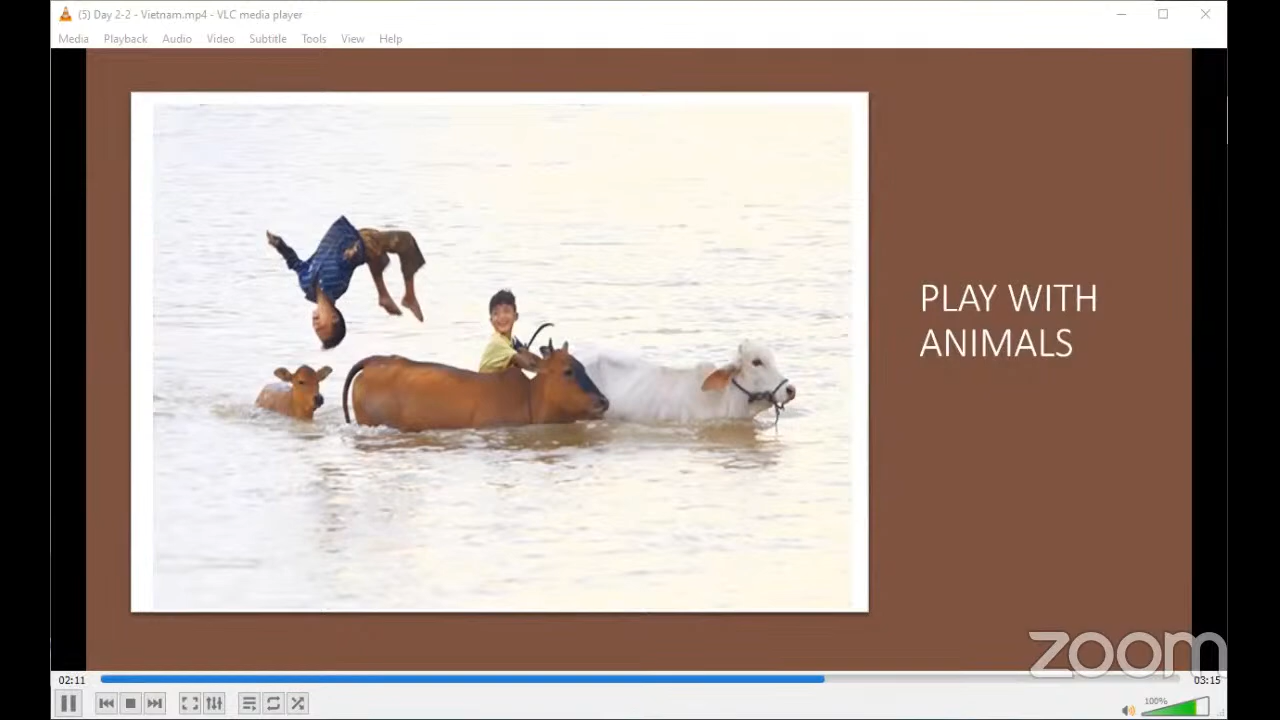 (5) Day 2-2 - Vietnam.mp4 - VLC media player
Media Playback Audio Video Subtitle Tools View Help
PLAY WITH
ANIMALS
zoom
02:11
03:15
100%